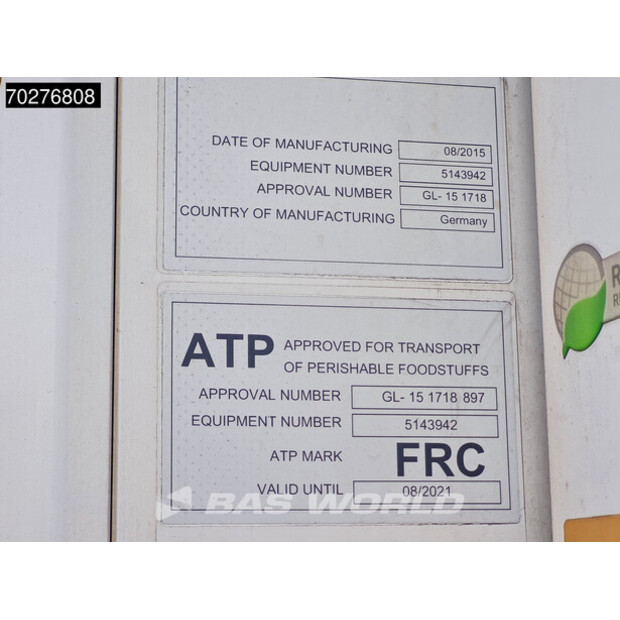 70276808
DATE OF MANUFACTURING 08/2015
EQUIPMENT NUMBER 5143942
APPROVAL NUMBER GL- 15 1718
COUNTRY OF MANUFACTURING Germany
ATP APPROVED FOR TRANSPORT
OF PERISHABLE FOODSTUFFS
APPROVAL NUMBER GL- 15 1718 897
EQUIPMENT NUMBER 5143942
ATP MARK FRC
VALID UNTIL 08/2021
BAS WORLD